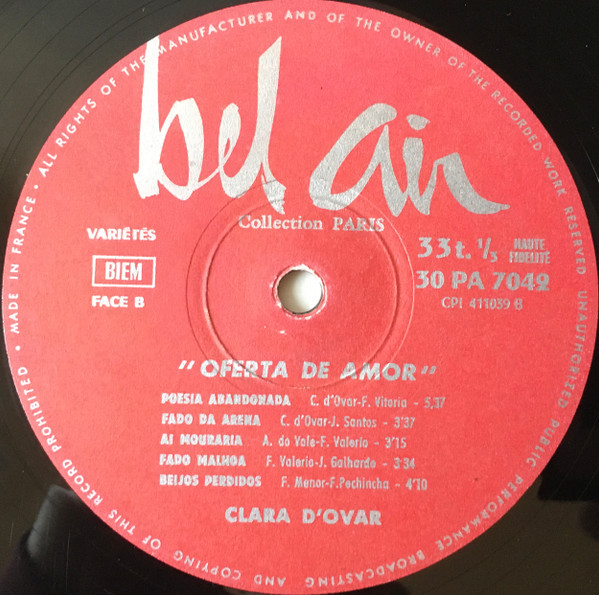 • MADE IN FRANCE • ALL RIGHTS OF THE MANUFACTURER AND OF THE OWNER OF THE RECORDED WORK RESERVED UNAUTHORIZED PUBLIC PERFORMANCE BROADCASTING AND COPYING OF THIS RECORD PROHIBITED
bel air
Collection PARIS
VARIÉTÉS
BIEM
FACE B
33 t. 1/3 HAUTE FIDELITÉ
30 PA 7042
CPI 411039 B
"OFERTA DE AMOR"
POESIA ABANDONADA C. d'Ovar-F. Vitoria - 5,37
FADO DA ARENA C. d'Ovar-J. Santos - 3'37
AI MOURARIA A. do Vale-F. Valerio - 3'15
FADO MALHOA F. Valerio-J. Galhardo - 3'34
BEIJOS PERDIDOS F. Menor-F. Pechincha - 4'10
CLARA D'OVAR